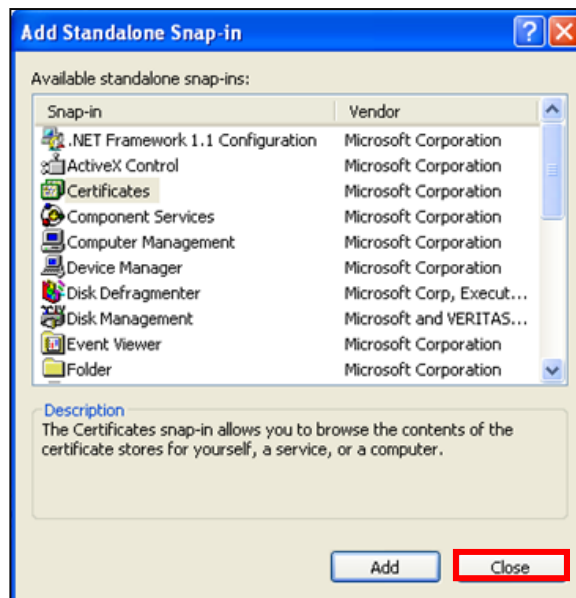 Add Standalone Snap-in
Available standalone snap-ins:
Snap-in Vendor
.NET Framework 1.1 Configuration Microsoft Corporation
ActiveX Control Microsoft Corporation
Certificates Microsoft Corporation
Component Services Microsoft Corporation
Computer Management Microsoft Corporation
Device Manager Microsoft Corporation
Disk Defragmenter Microsoft Corp, Execut...
Disk Management Microsoft and VERITAS...
Event Viewer Microsoft Corporation
Folder Microsoft Corporation
Description
The Certificates snap-in allows you to browse the contents of the
certificate stores for yourself, a service, or a computer.
Add Close